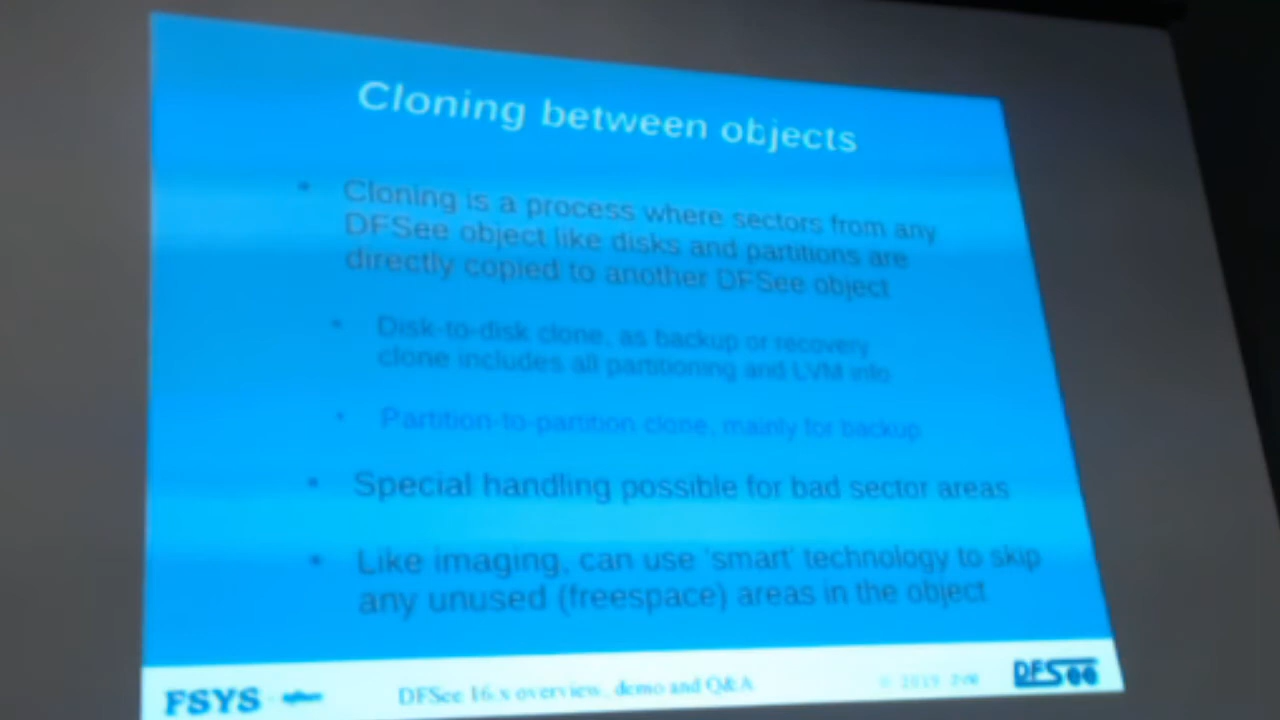 Cloning between objects
• Cloning is a process where sectors from any
DFSee object like disks and partitions are
directly copied to another DFSee object
• Disk-to-disk clone, as backup or recovery
clone includes all partitioning and LVM info
• Partition-to-partition clone, mainly for backup
• Special handling possible for bad sector areas
• Like imaging, can use 'smart' technology to skip
any unused (freespace) areas in the object
FSYS
DFSee 16.x overview, demo and Q&A
© 2019
DFSee